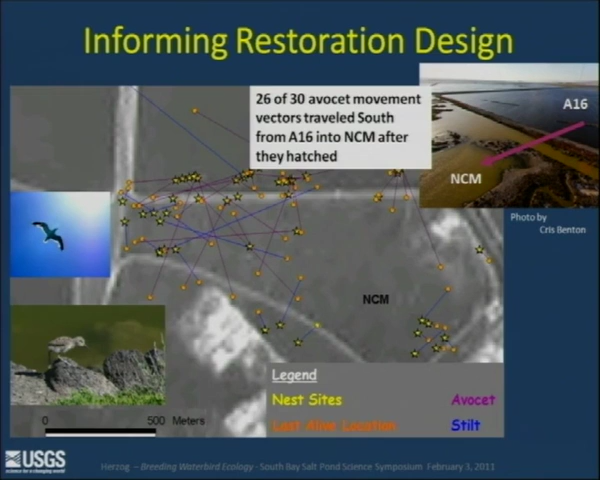 Informing Restoration Design
26 of 30 avocet movement
vectors traveled South
from A16 into NCM after
they hatched
A16
NCM
Photo by
Cris Benton
NCM
Legend
Nest Sites
Avocet
Last Alive Location
Stilt
0 500 Meters
USGS
science for a changing world
Herzog – Breeding Waterbird Ecology - South Bay Salt Pond Science Symposium February 3, 2011